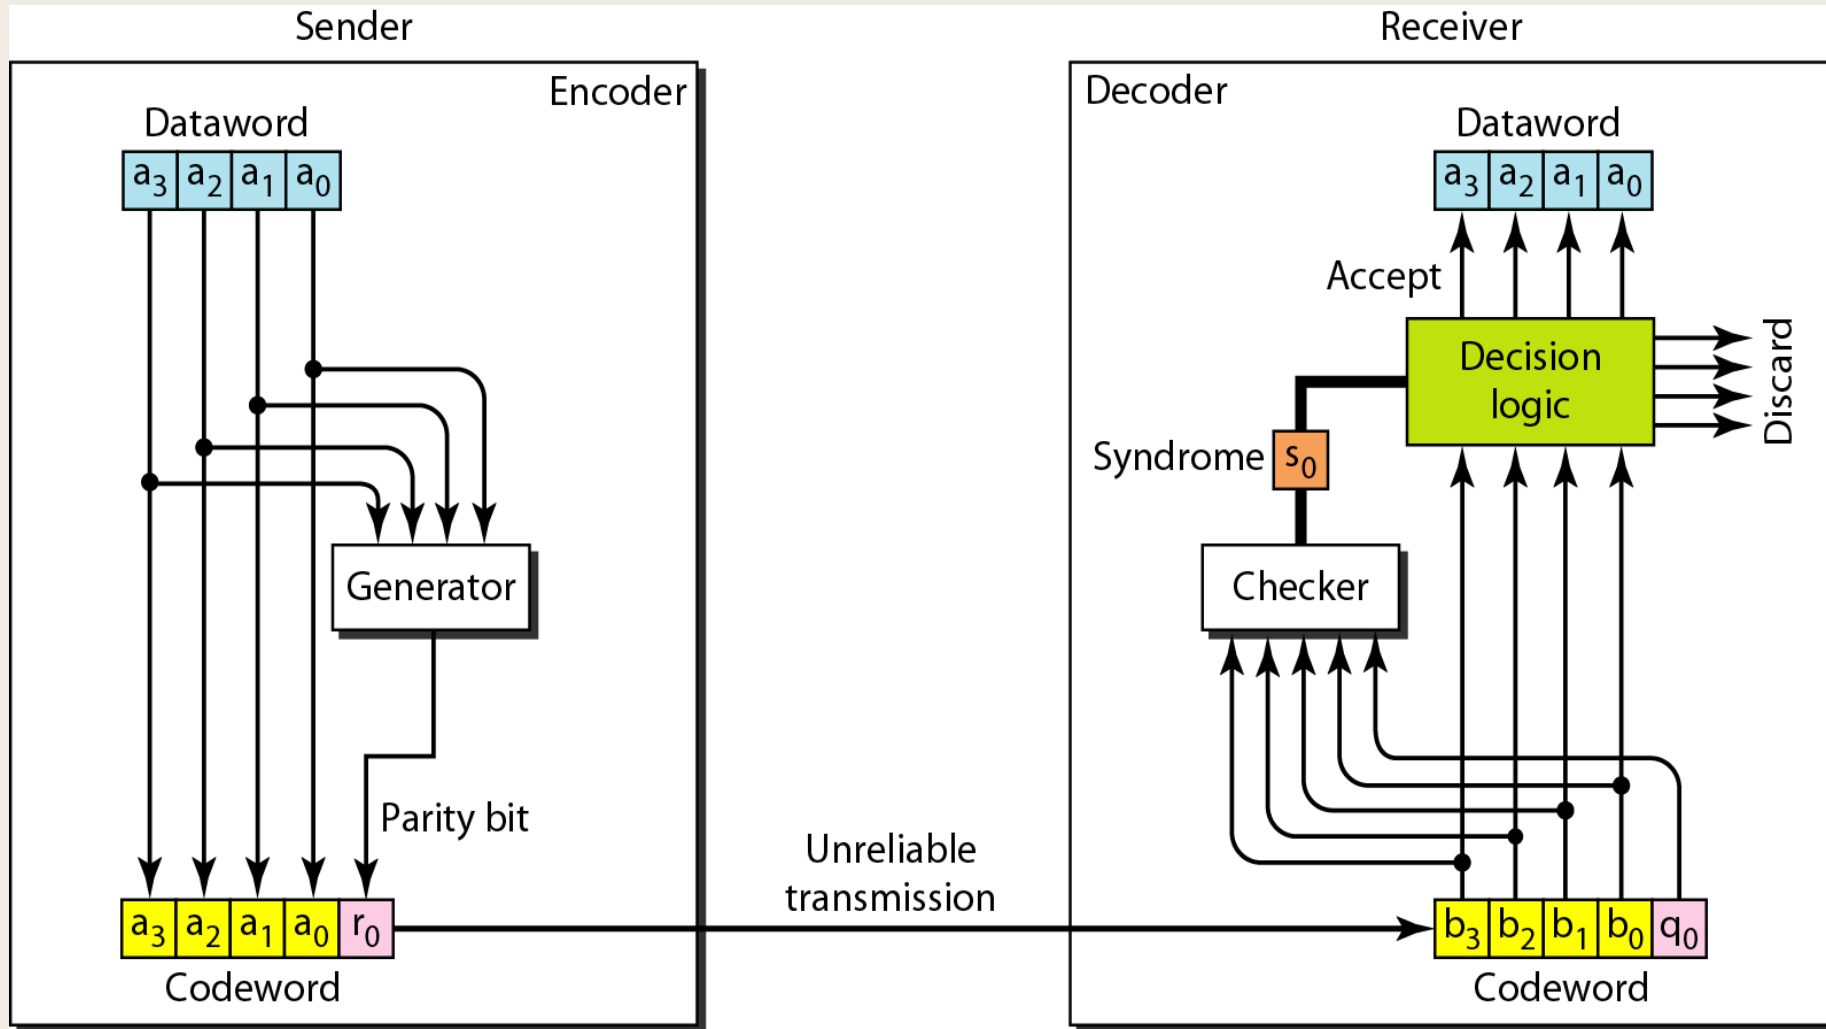 Sender
Encoder
Dataword
a3 a2 a1 a0
Generator
Parity bit
a3 a2 a1 a0 r0
Codeword
Unreliable
transmission
Receiver
Decoder
Dataword
a3 a2 a1 a0
Accept
Decision
logic
Discard
Syndrome s0
Checker
b3 b2 b1 b0 q0
Codeword